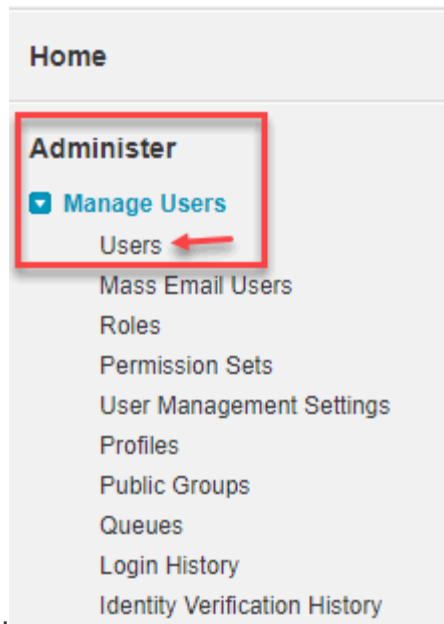 Home
Administer
Manage Users
Users
Mass Email Users
Roles
Permission Sets
User Management Settings
Profiles
Public Groups
Queues
Login History
Identity Verification History
.